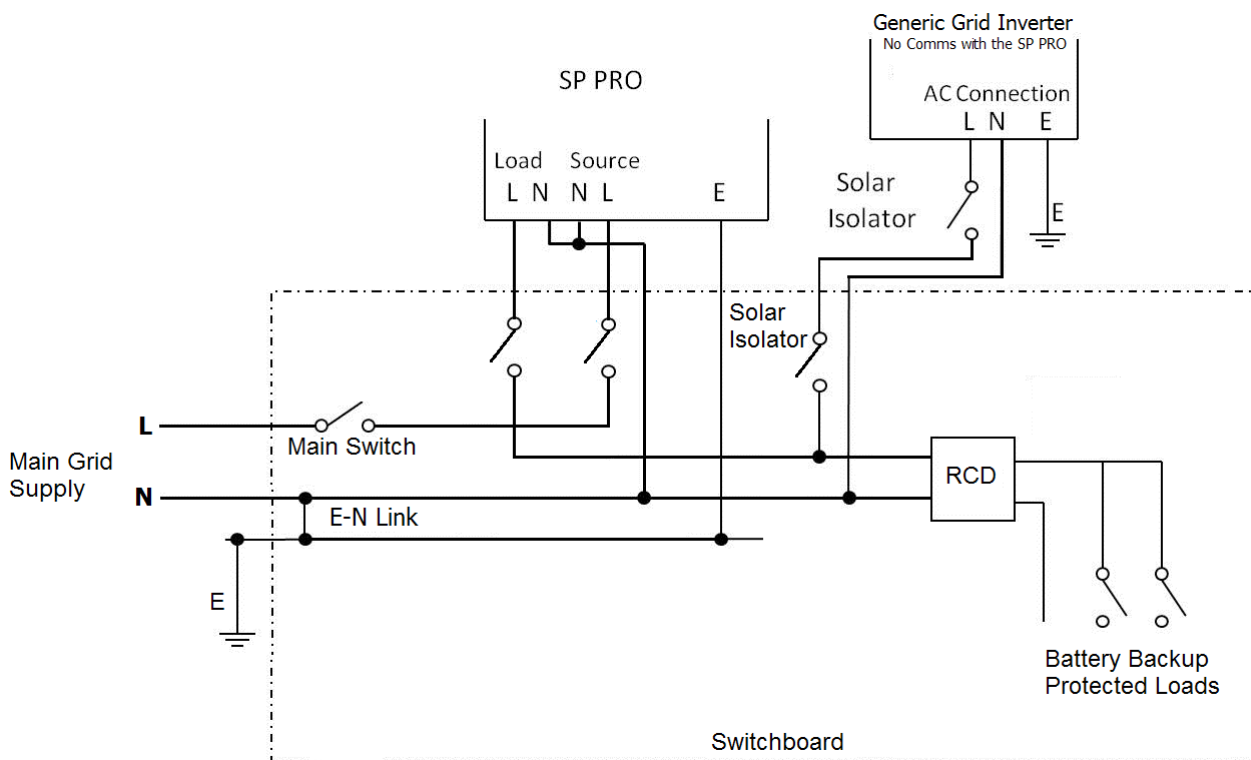 Generic Grid Inverter
No Comms with the SP PRO
SP PRO
AC Connection
L N E
Load Source
L N N L E
Solar
Isolator
E
Solar
Isolator
L
Main Switch
Main Grid
Supply
N
RCD
E-N Link
E
Battery Backup
Protected Loads
Switchboard